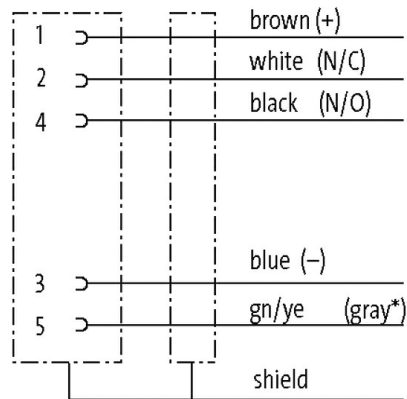 1 brown (+)
2 white (N/C)
4 black (N/O)
3 blue (–)
5 gn/ye (gray*)
shield